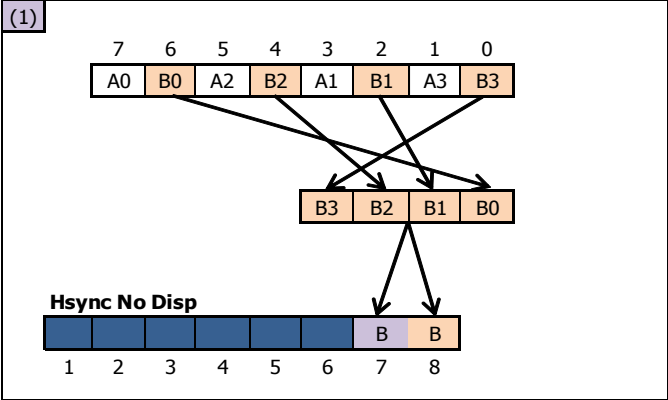 (1)
7 6 5 4 3 2 1 0
A0 B0 A2 B2 A1 B1 A3 B3
B3 B2 B1 B0
Hsync No Disp
B B
1 2 3 4 5 6 7 8